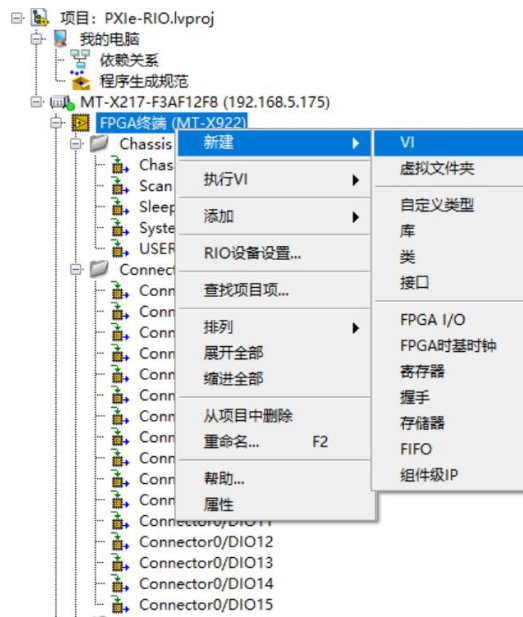 项目：PXIe-RIO.lvproj
我的电脑
依赖关系
程序生成规范
MT-X217-F3AF12F8 (192.168.5.175)
FPGA终端 (MT-X922)
Chassis
Scan
USER
Connector0/DIO12
Connector0/DIO13
Connector0/DIO14
Connector0/DIO15
新建
执行VI
添加
RIO设备设置...
查找项目项...
排列
展开全部
缩进全部
从项目中删除
重命名... F2
帮助...
属性
VI
虚拟文件夹
自定义类型
库
类
接口
FPGA I/O
FPGA时基时钟
寄存器
握手
存储器
FIFO
组件级IP